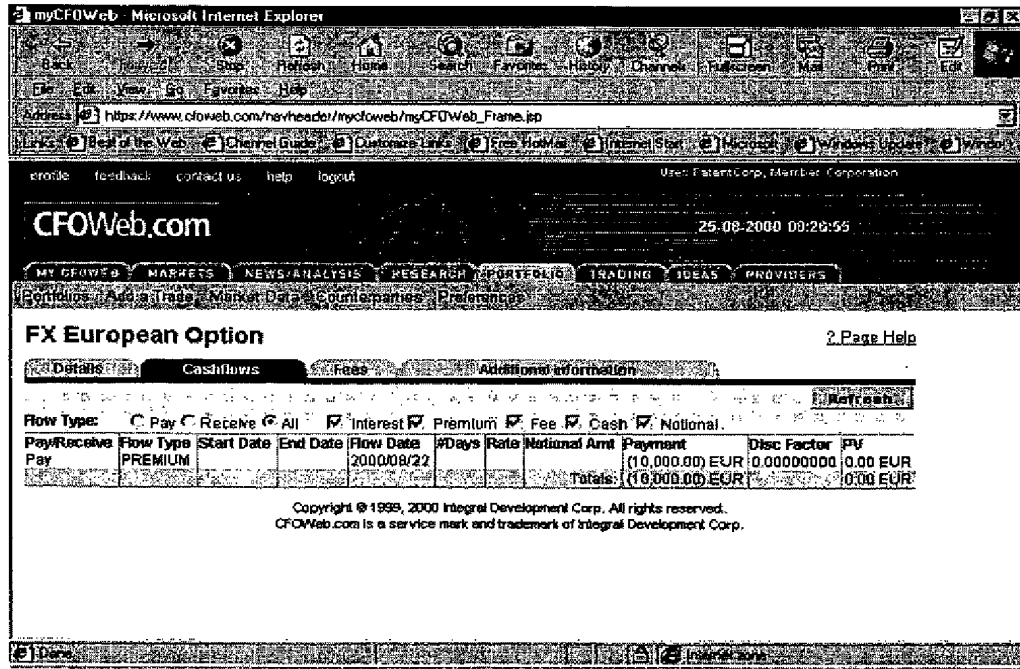 myCFOWeb - Microsoft Internet Explorer
Back Forward Stop Refresh Home Search Favorites History Channels Fullscreen Mail Print Edit
File Edit View Go Favorites Help
Address https://www.cfoweb.com/navheader/mycfoweb/myCFOWeb_Frame.jsp
Links Best of the Web Channel Guide Customize Links Free HotMail Internet Start Microsoft Windows Update Window
profile feedback contact us help logout User: PatentCorp, Member Corporation
CFOWeb.com 25-08-2000 09:26:55
MY CFOWEB MARKETS NEWS/ANALYSIS RESEARCH PORTFOLIO TRADING IDEAS PROVIDERS
Portfolios Add a Trade Market Data Counterparties Preferences
FX European Option ? Page Help
Details Cashflows Fees Additional information
Refresh
Flow Type: Pay Receive All Interest Premium Fee Cash Notional
Pay/Receive Flow Type Start Date End Date Flow Date #Days Rate Notional Amt Payment Disc Factor PV
Pay PREMIUM 2000/08/22 (10,000.00) EUR 0.00000000 0.00 EUR
Totals: (10,000.00) EUR 0.00 EUR
Copyright © 1999, 2000 Integral Development Corp. All rights reserved.
CFOWeb.com is a service mark and trademark of Integral Development Corp.
Done Internet zone